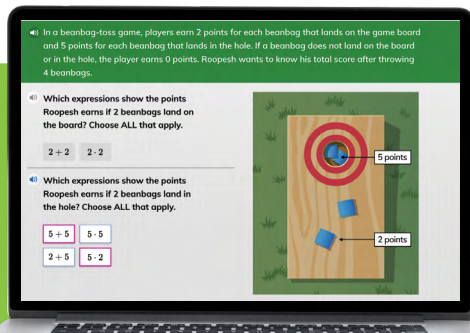 In a beanbag-toss game, players earn 2 points for each beanbag that lands on the game board
and 5 points for each beanbag that lands in the hole. If a beanbag does not land on the board
or in the hole, the player earns 0 points. Roopesh wants to know his total score after throwing
4 beanbags.
Which expressions show the points
Roopesh earns if 2 beanbags land on
the board? Choose ALL that apply.
2 + 2 2 · 2
Which expressions show the points
Roopesh earns if 2 beanbags land in
the hole? Choose ALL that apply.
5 + 5 5 · 5
2 + 5 5 · 2
5 points
2 points